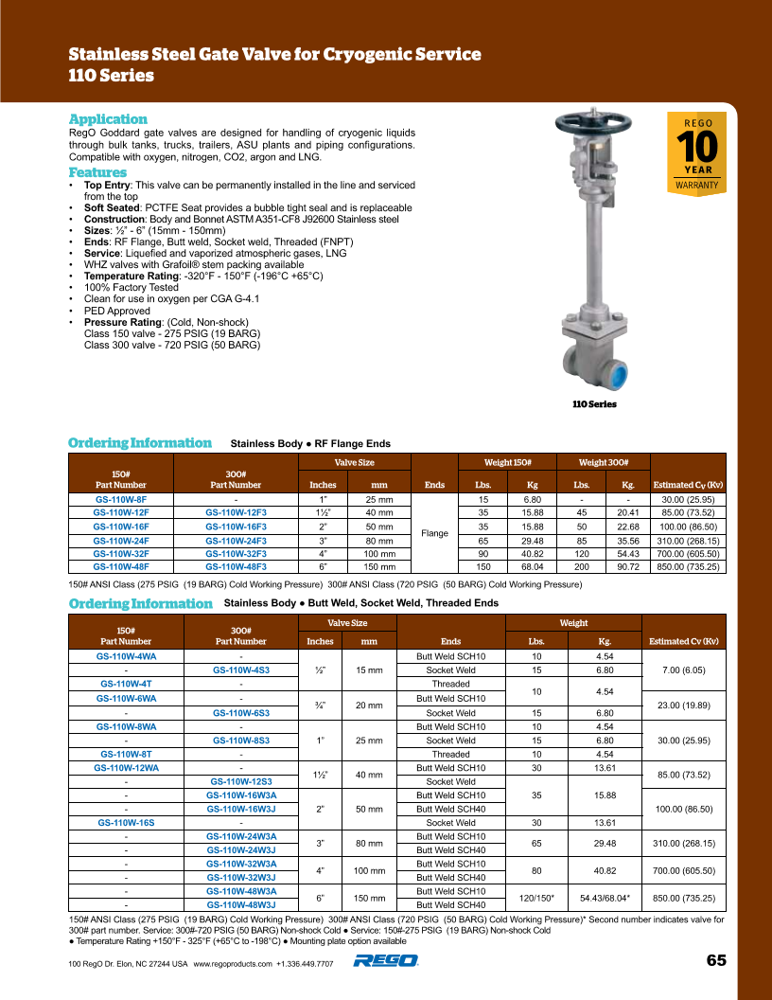 Stainless Steel Gate Valve for Cryogenic Service
110 Series
Application
RegO Goddard gate valves are designed for handling of cryogenic liquids
through bulk tanks, trucks, trailers, ASU plants and piping configurations.
Compatible with oxygen, nitrogen, CO2, argon and LNG.
Features
• Top Entry: This valve can be permanently installed in the line and serviced
from the top
• Soft Seated: PCTFE Seat provides a bubble tight seal and is replaceable
• Construction: Body and Bonnet ASTM A351-CF8 J92600 Stainless steel
• Sizes: ½” - 6” (15mm - 150mm)
• Ends: RF Flange, Butt weld, Socket weld, Threaded (FNPT)
• Service: Liquefied and vaporized atmospheric gases, LNG
• WHZ valves with Grafoil® stem packing available
• Temperature Rating: -320°F - 150°F (-196°C +65°C)
• 100% Factory Tested
• Clean for use in oxygen per CGA G-4.1
• PED Approved
• Pressure Rating: (Cold, Non-shock)
Class 150 valve - 275 PSIG (19 BARG)
Class 300 valve - 720 PSIG (50 BARG)
REGO
10
YEAR
WARRANTY
110 Series
Ordering Information Stainless Body ● RF Flange Ends
Valve Size Weight 150# Weight 300#
150# 300#
Part Number Part Number Inches mm Ends Lbs. Kg Lbs. Kg. Estimated Cv (Kv)
GS-110W-8F - 1” 25 mm 15 6.80 - - 30.00 (25.95)
GS-110W-12F GS-110W-12F3 1½” 40 mm 35 15.88 45 20.41 85.00 (73.52)
GS-110W-16F GS-110W-16F3 2” 50 mm 35 15.88 50 22.68 100.00 (86.50)
Flange
GS-110W-24F GS-110W-24F3 3” 80 mm 65 29.48 85 35.56 310.00 (268.15)
GS-110W-32F GS-110W-32F3 4” 100 mm 90 40.82 120 54.43 700.00 (605.50)
GS-110W-48F GS-110W-48F3 6” 150 mm 150 68.04 200 90.72 850.00 (735.25)
150# ANSI Class (275 PSIG (19 BARG) Cold Working Pressure) 300# ANSI Class (720 PSIG (50 BARG) Cold Working Pressure)
Ordering Information Stainless Body ● Butt Weld, Socket Weld, Threaded Ends
Valve Size Weight
150# 300#
Part Number Part Number Inches mm Ends Lbs. Kg. Estimated Cv (Kv)
GS-110W-4WA - Butt Weld SCH10 10 4.54
- GS-110W-4S3 ½” 15 mm Socket Weld 15 6.80 7.00 (6.05)
GS-110W-4T - Threaded
10 4.54
GS-110W-6WA - Butt Weld SCH10
¾” 20 mm 23.00 (19.89)
- GS-110W-6S3 Socket Weld 15 6.80
GS-110W-8WA - Butt Weld SCH10 10 4.54
- GS-110W-8S3 1” 25 mm Socket Weld 15 6.80 30.00 (25.95)
GS-110W-8T - Threaded 10 4.54
GS-110W-12WA - Butt Weld SCH10 30 13.61
1½” 40 mm 85.00 (73.52)
- GS-110W-12S3 Socket Weld
- GS-110W-16W3A Butt Weld SCH10 35 15.88
- GS-110W-16W3J 2” 50 mm Butt Weld SCH40 100.00 (86.50)
GS-110W-16S - Socket Weld 30 13.61
- GS-110W-24W3A Butt Weld SCH10
3” 80 mm 65 29.48 310.00 (268.15)
- GS-110W-24W3J Butt Weld SCH40
- GS-110W-32W3A Butt Weld SCH10
4” 100 mm 80 40.82 700.00 (605.50)
- GS-110W-32W3J Butt Weld SCH40
- GS-110W-48W3A Butt Weld SCH10
6” 150 mm 120/150* 54.43/68.04* 850.00 (735.25)
- GS-110W-48W3J Butt Weld SCH40
150# ANSI Class (275 PSIG (19 BARG) Cold Working Pressure) 300# ANSI Class (720 PSIG (50 BARG) Cold Working Pressure)* Second number indicates valve for
300# part number. Service: 300#-720 PSIG (50 BARG) Non-shock Cold ● Service: 150#-275 PSIG (19 BARG) Non-shock Cold
● Temperature Rating +150°F - 325°F (+65°C to -198°C) ● Mounting plate option available
100 RegO Dr. Elon, NC 27244 USA www.regoproducts.com +1.336.449.7707 REGO 65